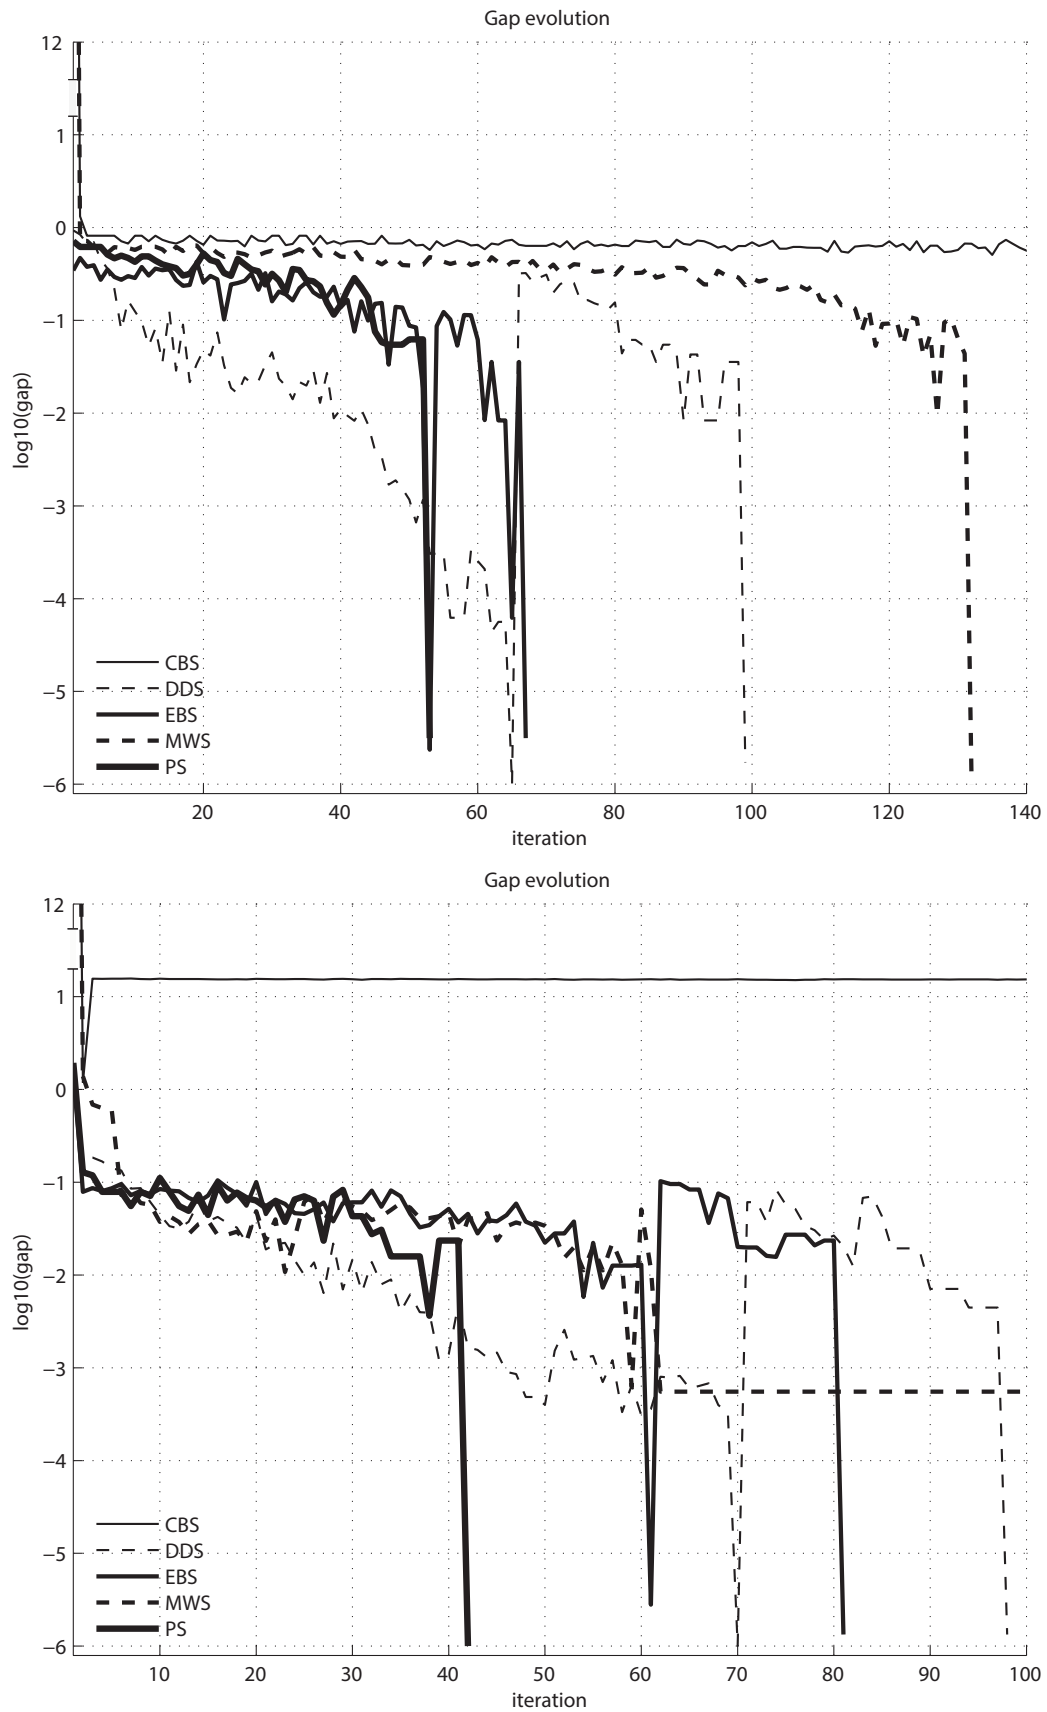 Gap evolution
12
1
0
−1
−2
−3
−4
−5
−6
log10(gap)
CBS
DDS
EBS
MWS
PS
20 40 60 80 100 120 140
iteration
Gap evolution
12
1
0
−1
−2
−3
−4
−5
−6
log10(gap)
CBS
DDS
EBS
MWS
PS
10 20 30 40 50 60 70 80 90 100
iteration